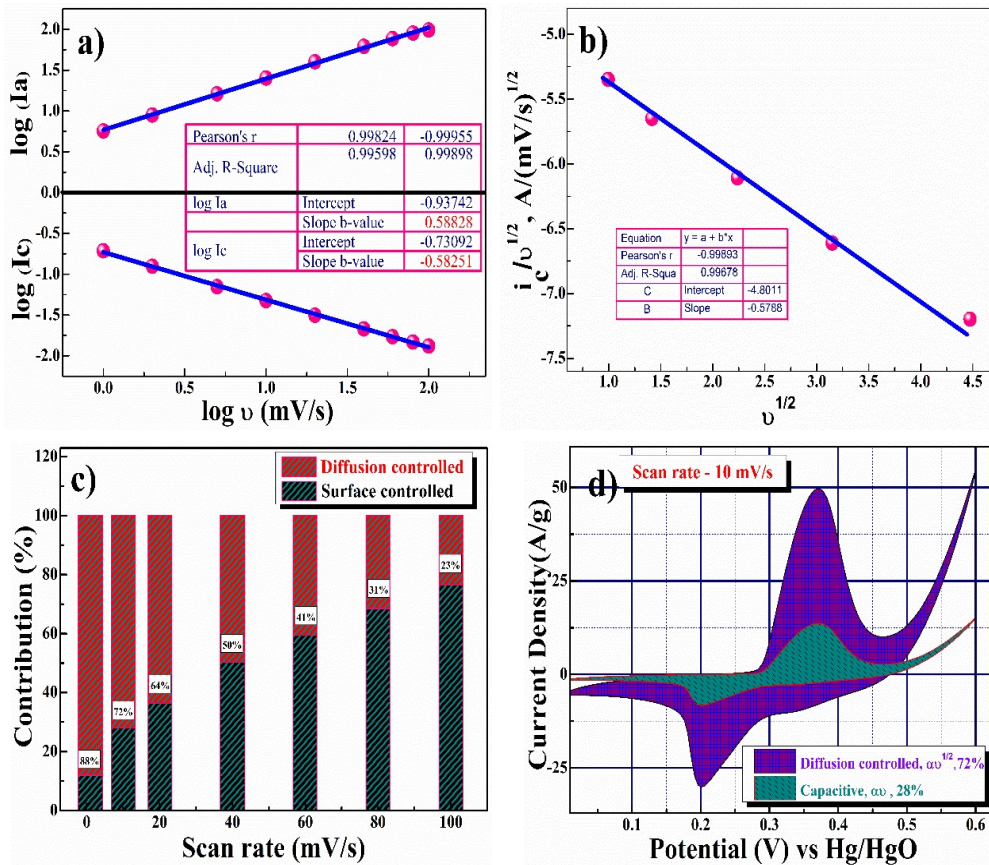 a)
2.0
1.5
1.0
0.5
0.0
-0.5
-1.0
-1.5
-2.0
log (Ia)
log (Ic)
Pearson's r 0.99824 -0.99955
Adj. R-Square 0.99598 0.99898
log Ia Intercept -0.93742
Slope b-value 0.58828
log Ic Intercept -0.73092
Slope b-value -0.58251
0.0 0.5 1.0 1.5 2.0
log υ (mV/s)
b)
-5.0
-5.5
-6.0
-6.5
-7.0
-7.5
i_c/υ^1/2, A/(mV/s)^1/2
Equation y = a + b*x
Pearson's r -0.99893
Adj. R-Squa 0.99678
C Intercept -4.8011
B Slope -0.5788
1.0 1.5 2.0 2.5 3.0 3.5 4.0 4.5
υ^1/2
c)
120
100
80
60
40
20
0
Contribution (%)
Diffusion controlled
Surface controlled
88%
72%
64%
50%
41%
31%
23%
0 20 40 60 80 100
Scan rate (mV/s)
d)
Scan rate - 10 mV/s
50
25
0
-25
Current Density(A/g)
Diffusion controlled, αυ^1/2,72%
Capacitive, αυ , 28%
0.1 0.2 0.3 0.4 0.5 0.6
Potential (V) vs Hg/HgO